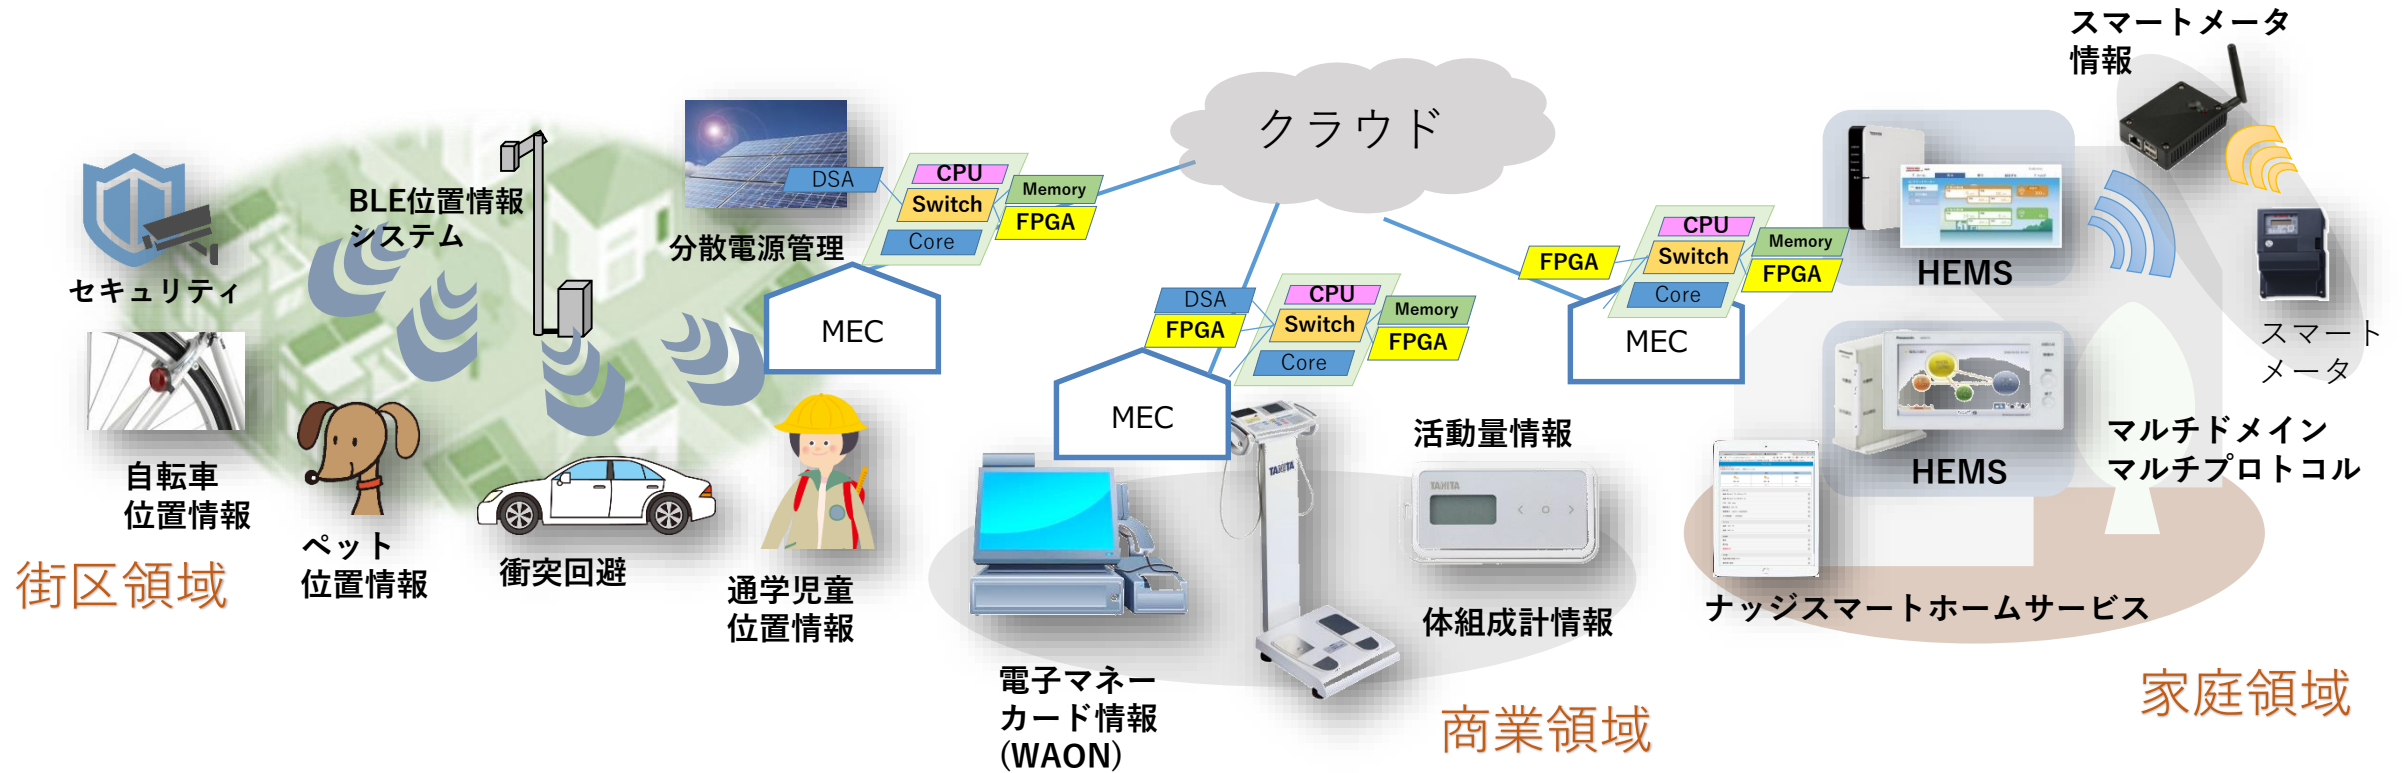 スマートメータ
情報
クラウド
BLE位置情報
システム
セキュリティ
分散電源管理
DSA
CPU
Switch
Core
Memory
FPGA
MEC
DSA
FPGA
CPU
Switch
Core
Memory
FPGA
MEC
FPGA
CPU
Switch
Core
Memory
FPGA
MEC
HEMS
スマート
メータ
HEMS
マルチドメイン
マルチプロトコル
ナッジスマートホームサービス
家庭領域
自転車
位置情報
ペット
位置情報
衝突回避
通学児童
位置情報
街区領域
TANITA
活動量情報
TANITA
体組成計情報
電子マネー
カード情報
(WAON)
商業領域